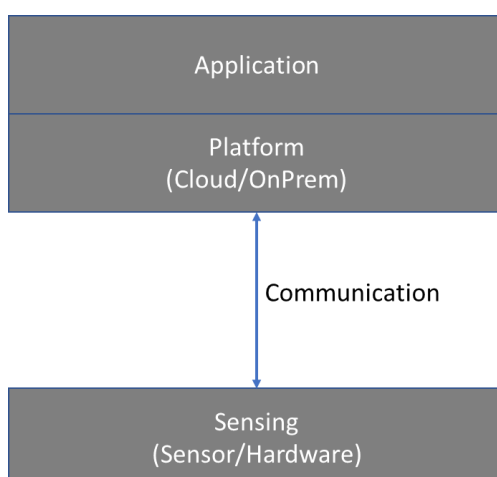 Application
Platform
(Cloud/OnPrem)
Communication
Sensing
(Sensor/Hardware)